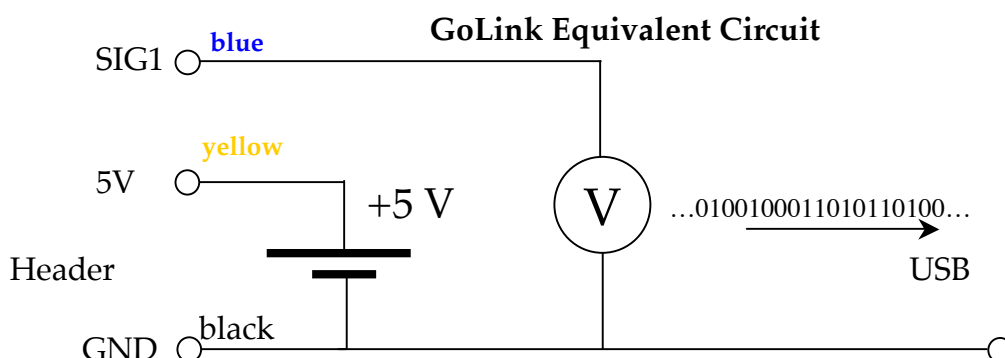 GoLink Equivalent Circuit
SIG1 blue
yellow
5V
+5 V
V
…0100100011010110100…
Header
USB
GND black